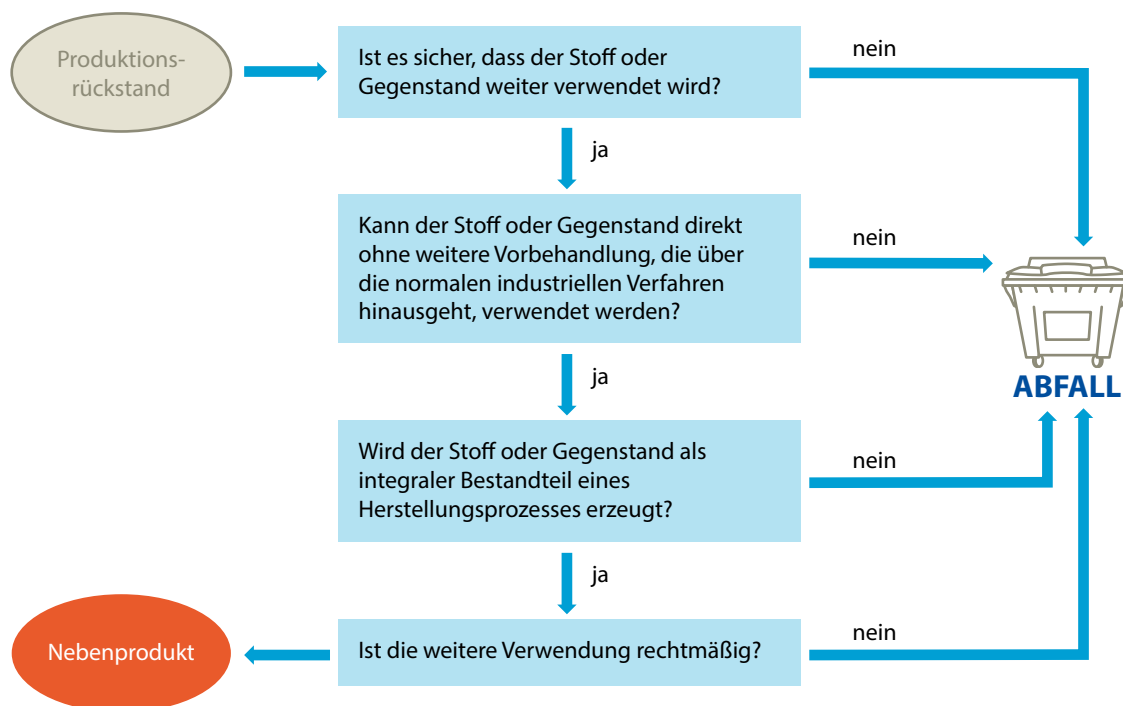 Produktions-
rückstand
Ist es sicher, dass der Stoff oder
Gegenstand weiter verwendet wird?
nein
ja
Kann der Stoff oder Gegenstand direkt
ohne weitere Vorbehandlung, die über
die normalen industriellen Verfahren
hinausgeht, verwendet werden?
nein
ABFALL
ja
Wird der Stoff oder Gegenstand als
integraler Bestandteil eines
Herstellungsprozesses erzeugt?
nein
ja
Nebenprodukt
Ist die weitere Verwendung rechtmäßig?
nein